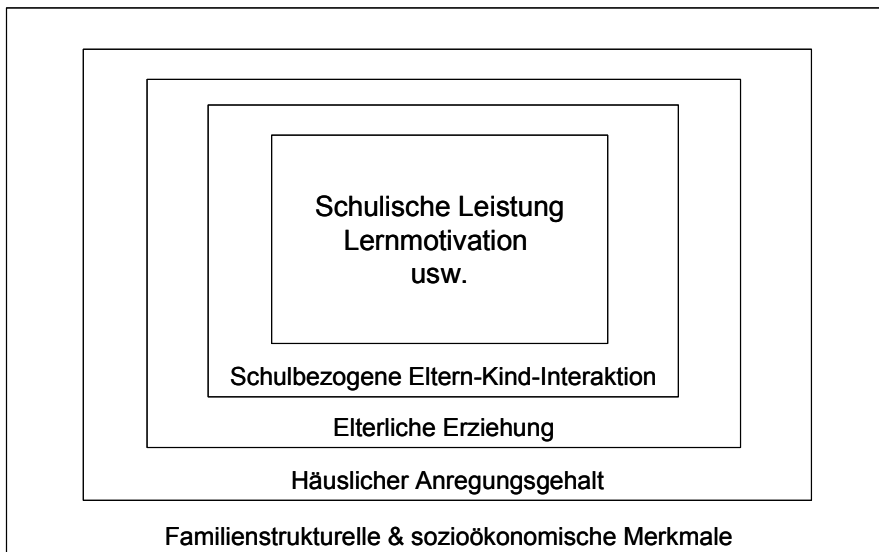 Schulische Leistung
Lernmotivation
usw.
Schulbezogene Eltern-Kind-Interaktion
Elterliche Erziehung
Häuslicher Anregungsgehalt
Familienstrukturelle & sozioökonomische Merkmale